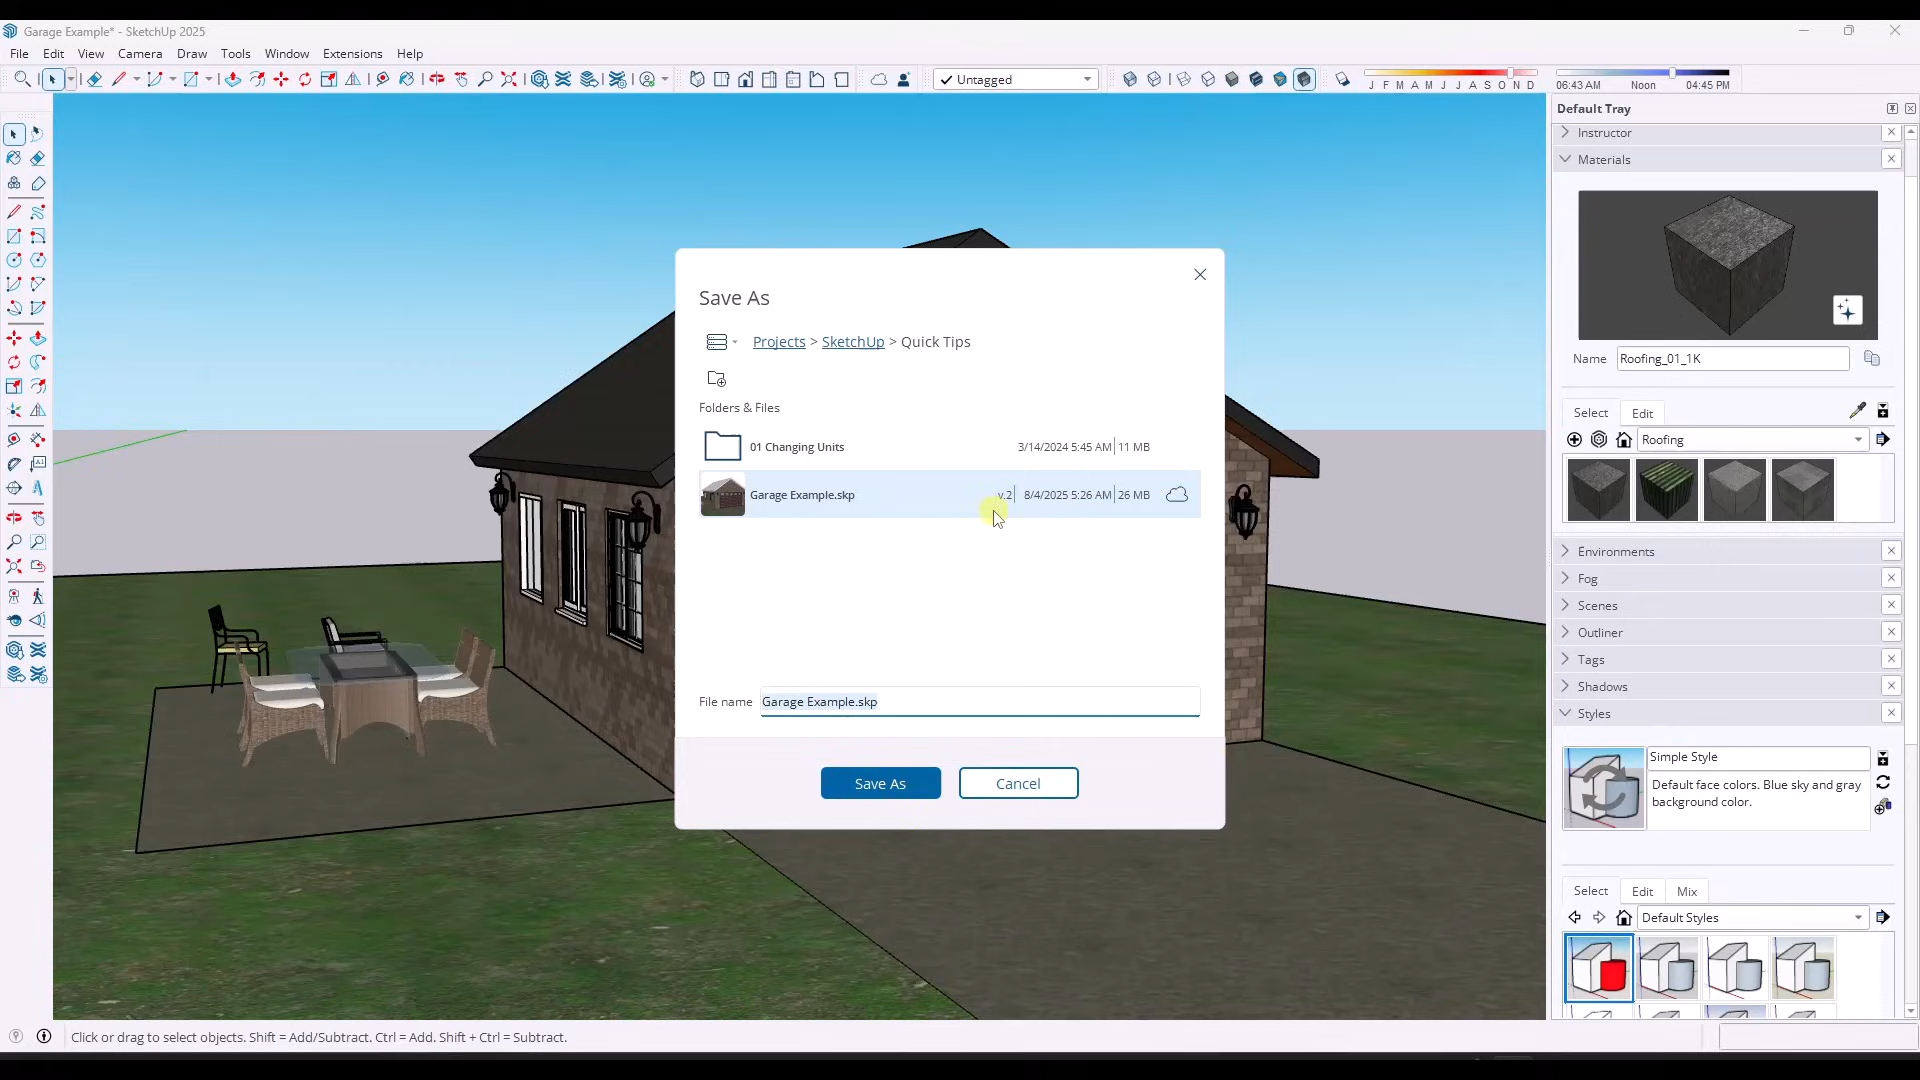 Garage Example* - SketchUp 2025
File Edit View Camera Draw Tools Window Extensions Help
Untagged
J F M A M J J A S O N D
06:43 AM Noon 04:45 PM
Default Tray
Instructor
Materials
Name Roofing_01_1K
Select Edit
Roofing
Environments
Fog
Scenes
Outliner
Tags
Shadows
Styles
Simple Style
Default face colors. Blue sky and gray
background color.
Select Edit Mix
Default Styles
Save As
Projects > SketchUp > Quick Tips
Folders & Files
01 Changing Units 3/14/2024 5:45 AM 11 MB
Garage Example.skp v.2 8/4/2025 5:26 AM 26 MB
File name Garage Example.skp
Save As Cancel
Click or drag to select objects. Shift = Add/Subtract. Ctrl = Add. Shift + Ctrl = Subtract.